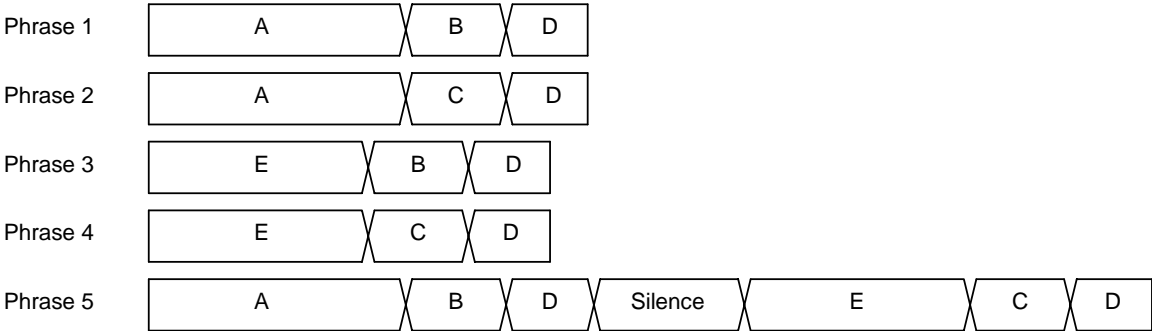 Phrase 1 A B D
Phrase 2 A C D
Phrase 3 E B D
Phrase 4 E C D
Phrase 5 A B D Silence E C D